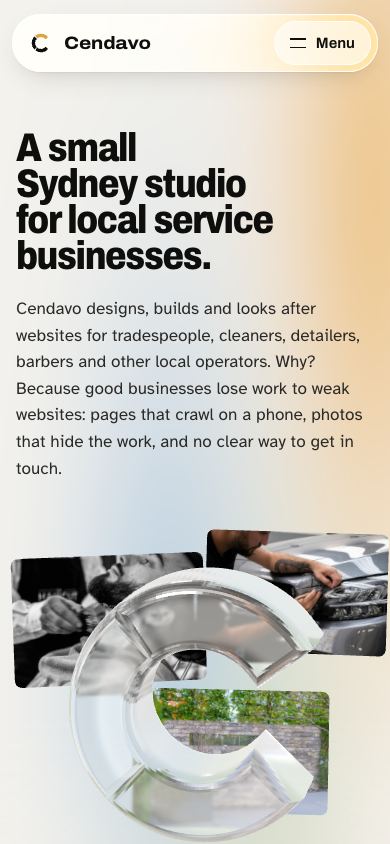 Cendavo
Menu
A small
Sydney studio
for local service
businesses.
Cendavo designs, builds and looks after
websites for tradespeople, cleaners, detailers,
barbers and other local operators. Why?
Because good businesses lose work to weak
websites: pages that crawl on a phone, photos
that hide the work, and no clear way to get in
touch.